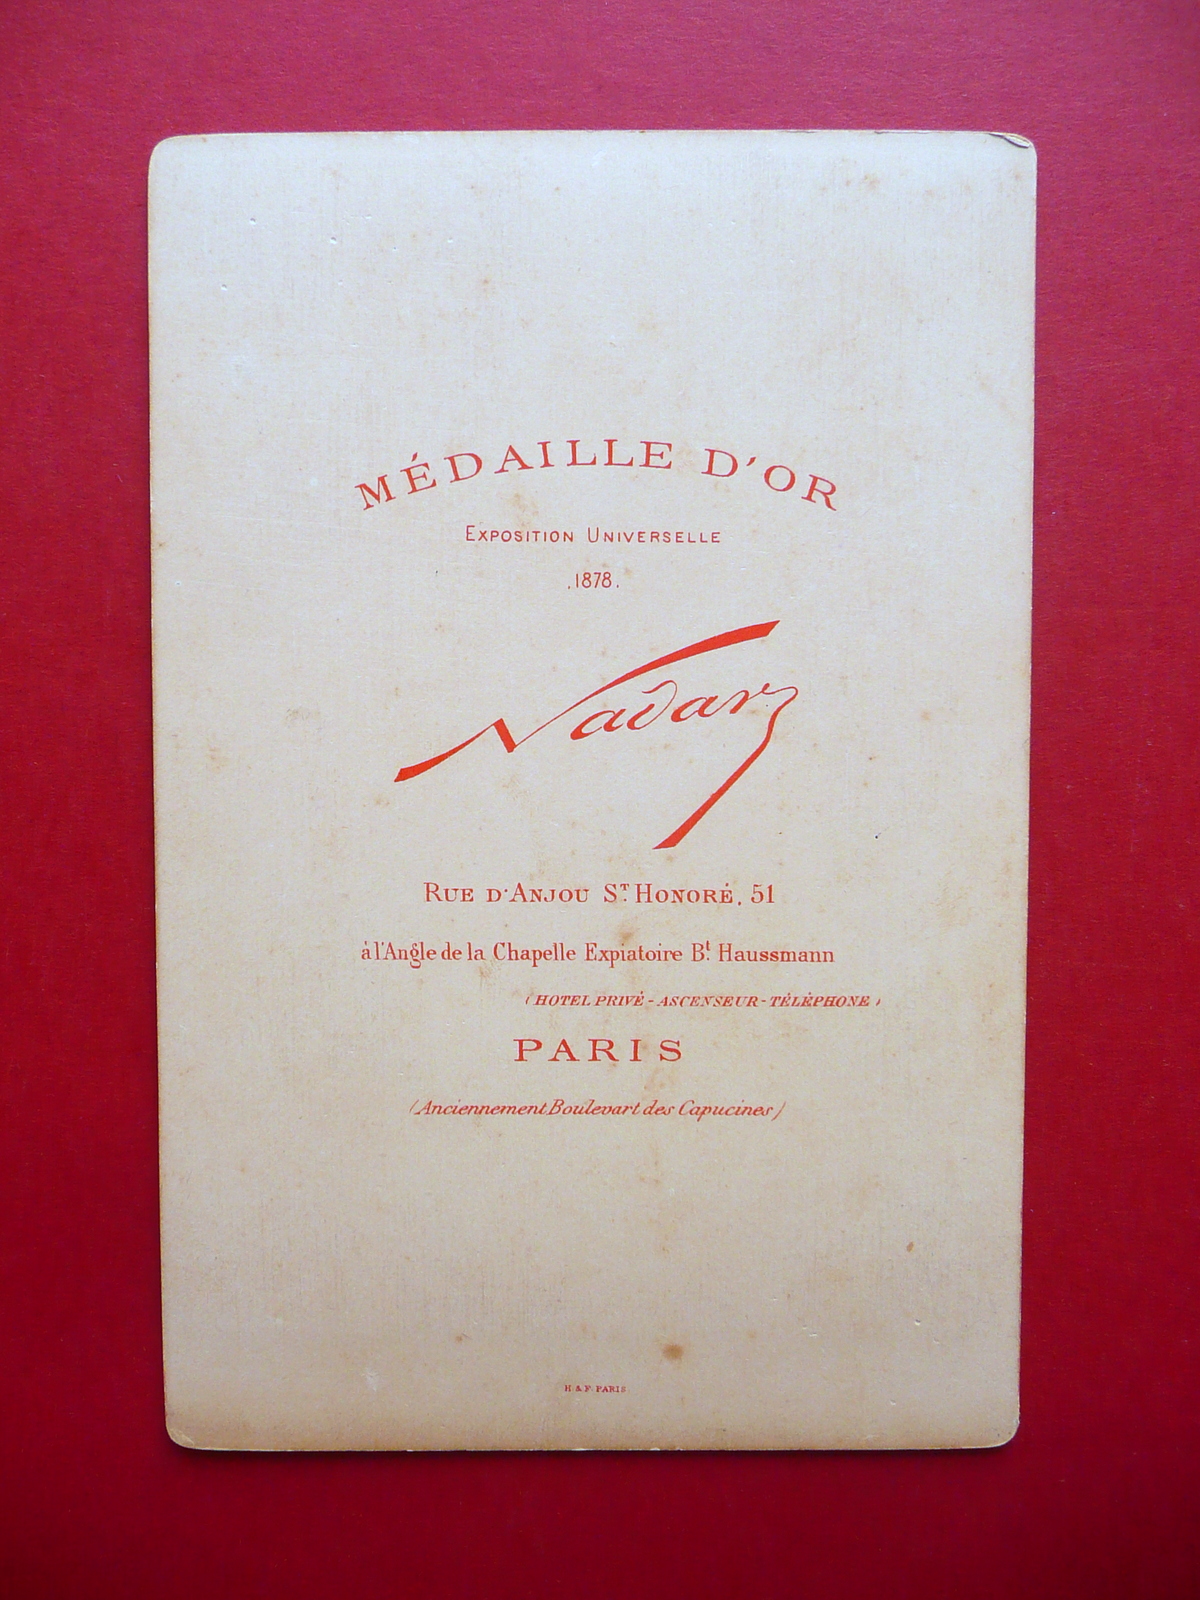 MÉDAILLE D'OR
EXPOSITION UNIVERSELLE
.1878.
Nadar
RUE D'ANJOU ST. HONORÉ, 51
à l'Angle de la Chapelle Expiatoire Bt. Haussmann
(HOTEL PRIVÉ - ASCENSEUR - TÉLÉPHONE)
PARIS
(Anciennement Boulevart des Capucines)
H & F. PARIS